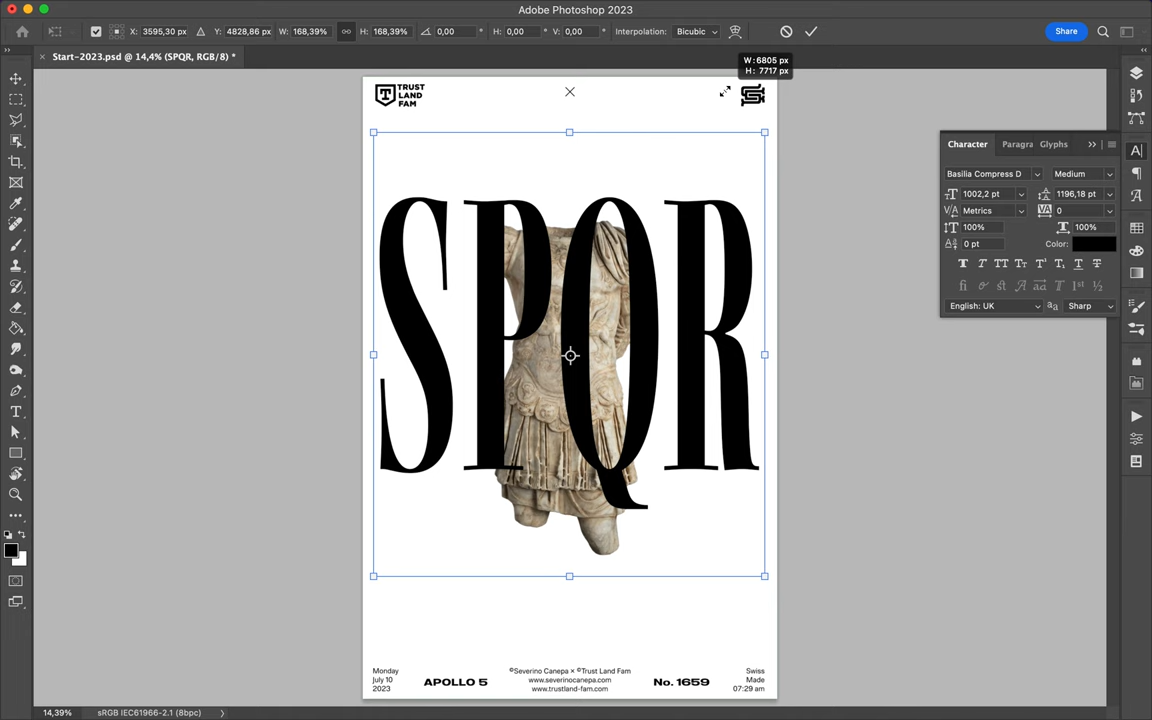 Adobe Photoshop 2023
X: 3595,30 px
Y: 4828,86 px
W: 168,39%
H: 168,39%
0,00 °
H: 0,00 °
V: 0,00 °
Interpolation: Bicubic
Share
Start-2023.psd @ 14,4% (SPQR, RGB/8) *
W: 6805 px
H: 7717 px
TRUST
LAND
FAM
SPQR
Character
Paragra
Glyphs
Basilia Compress D
Medium
1002,2 pt
1196,18 pt
Metrics
0
100%
100%
0 pt
Color:
English: UK
Sharp
Monday
July 10
2023
APOLLO 5
©Severino Canepa × ©Trust Land Fam
www.severinocanepa.com
www.trustland-fam.com
No. 1659
Swiss
Made
07:29 am
14,39%
sRGB IEC61966-2.1 (8bpc)